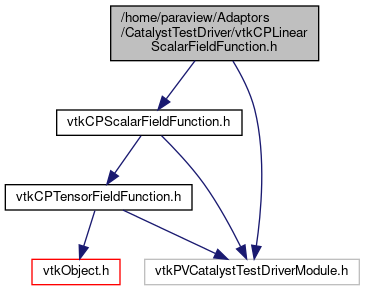 /home/paraview/Adaptors
/CatalystTestDriver/vtkCPLinear
ScalarFieldFunction.h
vtkCPScalarFieldFunction.h
vtkCPTensorFieldFunction.h
vtkObject.h
vtkPVCatalystTestDriverModule.h